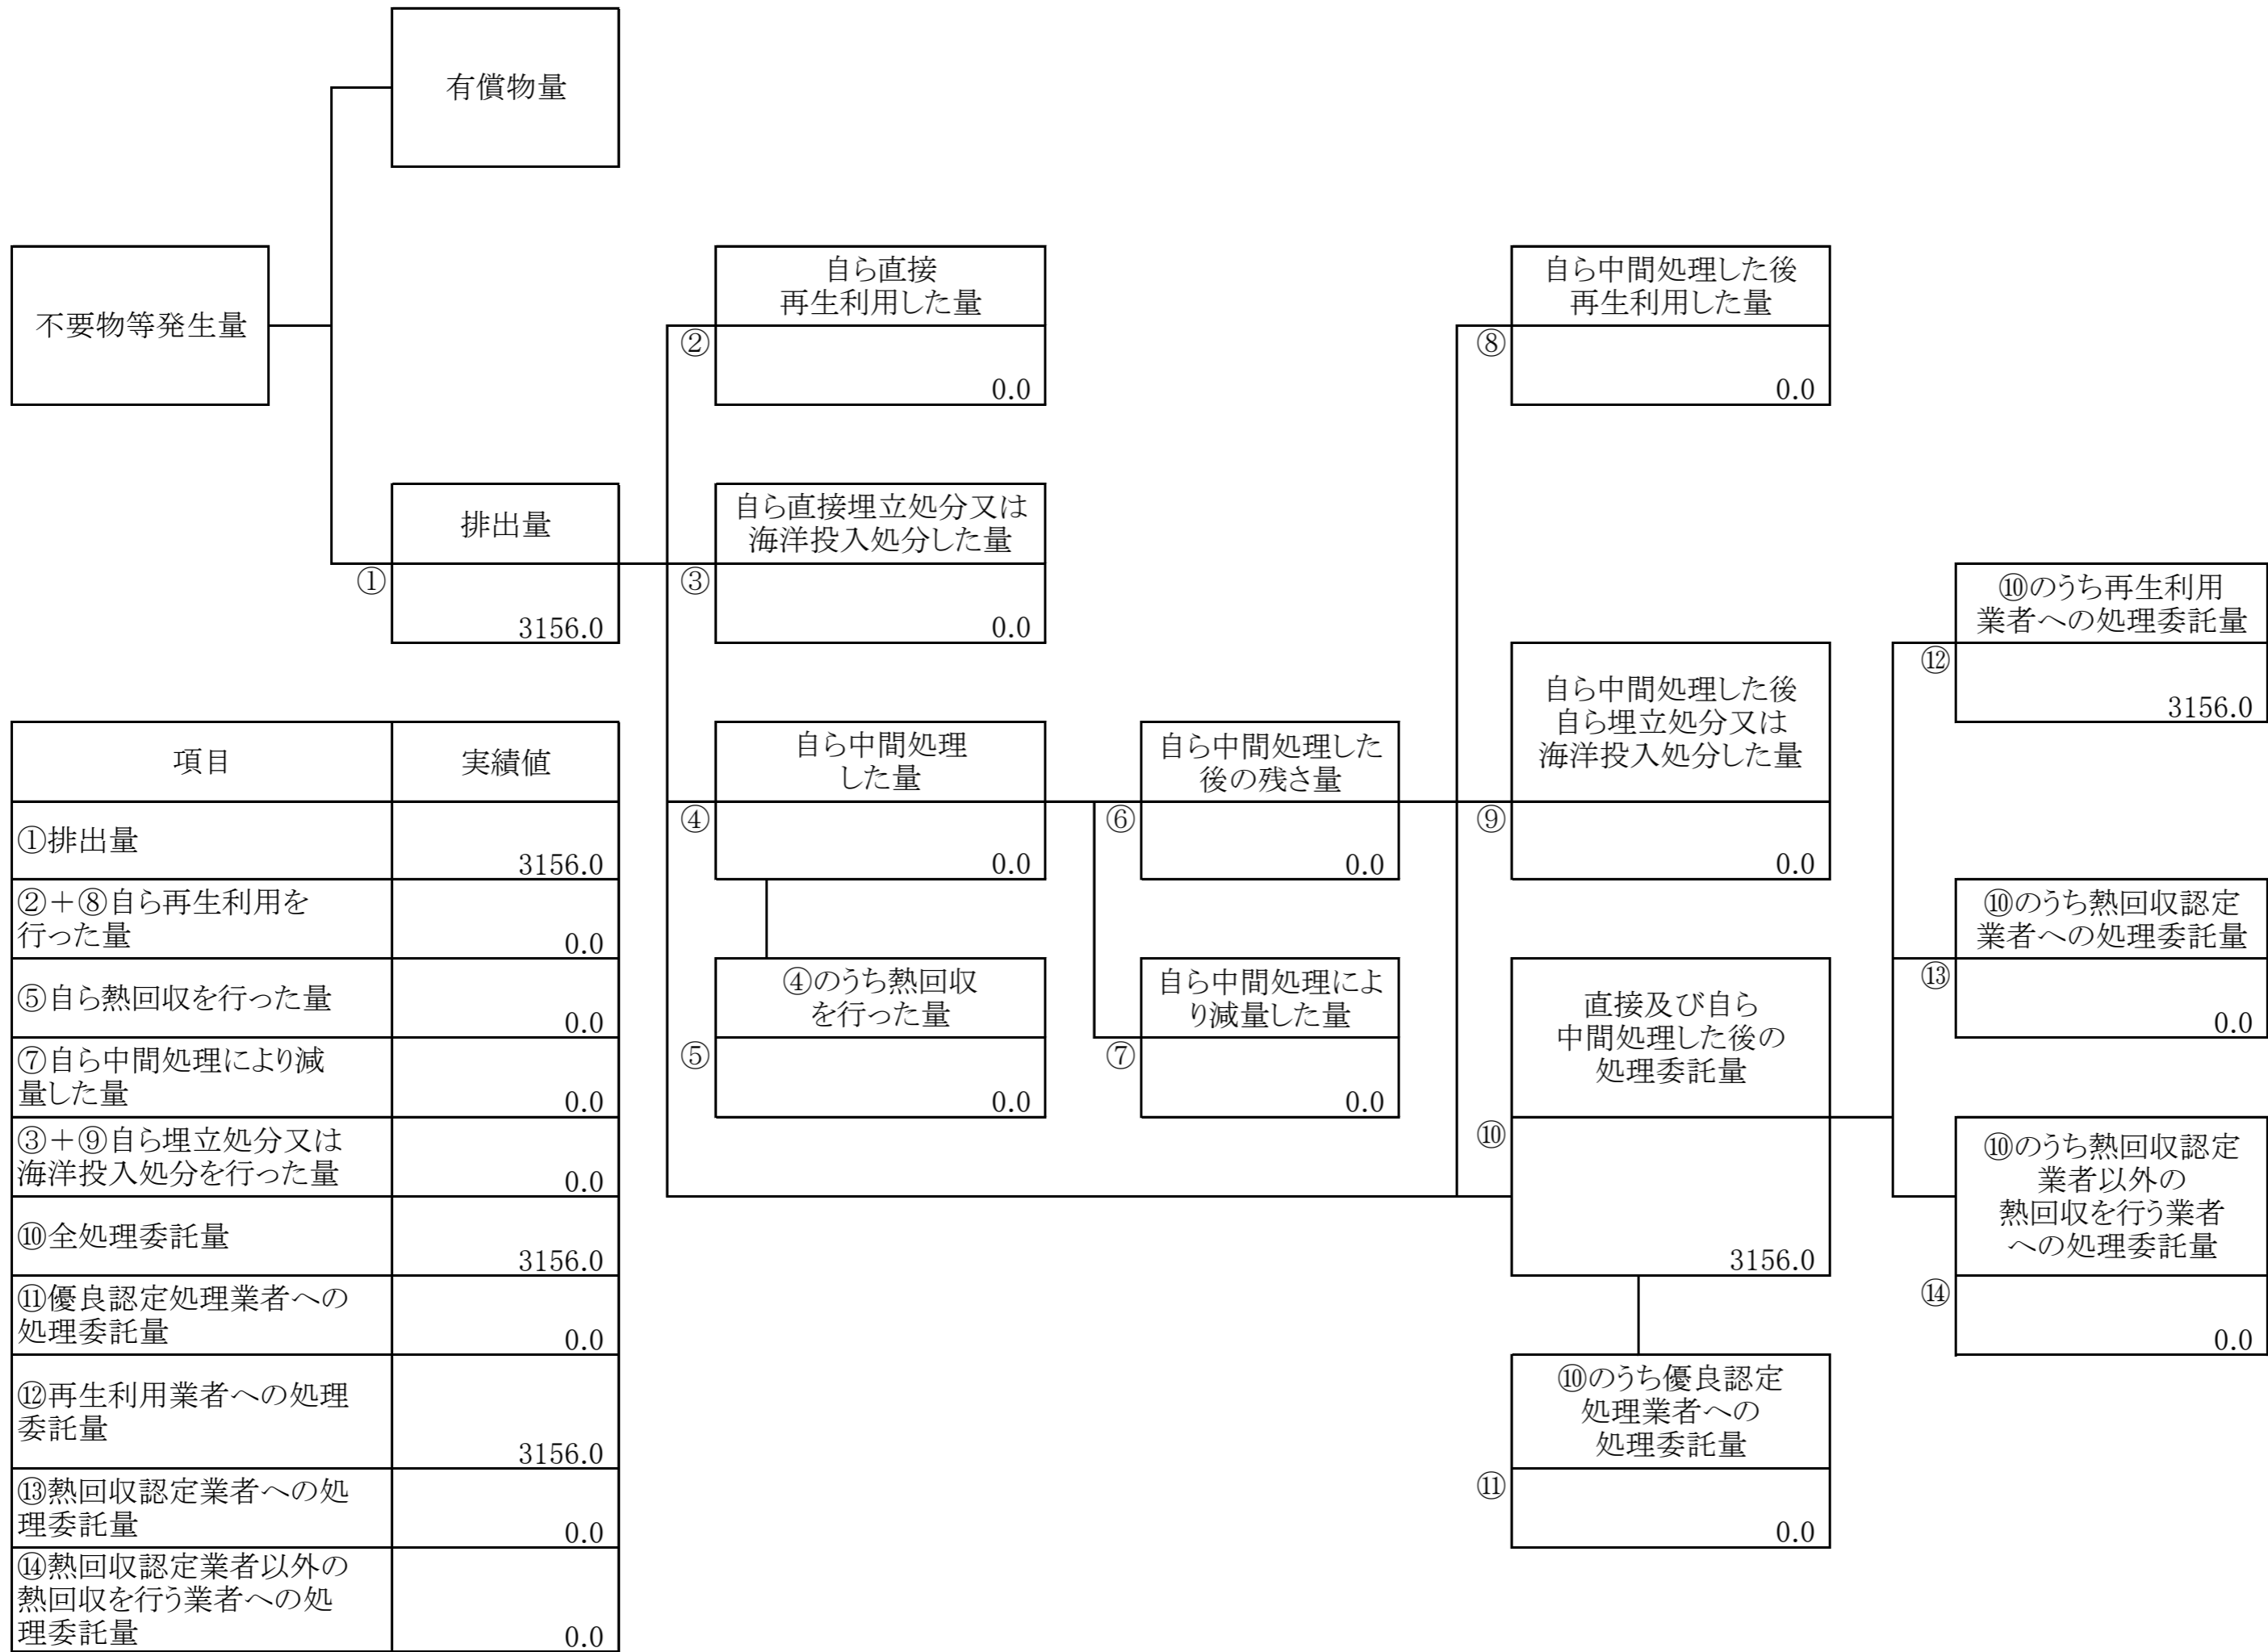 有償物量
不要物等発生量
自ら直接
再生利用した量
②
0.0
自ら中間処理した後
再生利用した量
⑧
0.0
排出量
①
3156.0
自ら直接埋立処分又は
海洋投入処分した量
③
0.0
⑩のうち再生利用
業者への処理委託量
⑫
3156.0
自ら中間処理
した量
④
0.0
自ら中間処理した
後の残さ量
⑥
0.0
自ら中間処理した後
自ら埋立処分又は
海洋投入処分した量
⑨
0.0
⑩のうち熱回収認定
業者への処理委託量
⑬
0.0
④のうち熱回収
を行った量
⑤
0.0
自ら中間処理によ
り減量した量
⑦
0.0
直接及び自ら
中間処理した後の
処理委託量
⑩
3156.0
⑩のうち熱回収認定
業者以外の
熱回収を行う業者
への処理委託量
⑭
0.0
⑩のうち優良認定
処理業者への
処理委託量
⑪
0.0
項目 実績値
①排出量
3156.0
②+⑧自ら再生利用を
行った量
0.0
⑤自ら熱回収を行った量
0.0
⑦自ら中間処理により減
量した量
0.0
③+⑨自ら埋立処分又は
海洋投入処分を行った量
0.0
⑩全処理委託量
3156.0
⑪優良認定処理業者への
処理委託量
0.0
⑫再生利用業者への処理
委託量
3156.0
⑬熱回収認定業者への処
理委託量
0.0
⑭熱回収認定業者以外の
熱回収を行う業者への処
理委託量
0.0